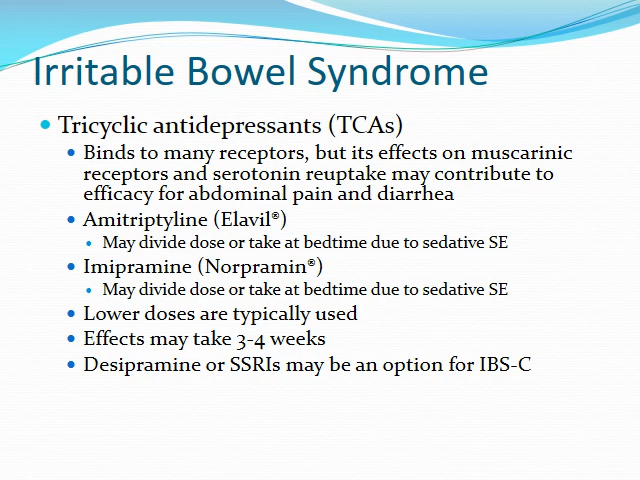 Irritable Bowel Syndrome
Tricyclic antidepressants (TCAs)
Binds to many receptors, but its effects on muscarinic
receptors and serotonin reuptake may contribute to
efficacy for abdominal pain and diarrhea
Amitriptyline (Elavil®)
May divide dose or take at bedtime due to sedative SE
Imipramine (Norpramin®)
May divide dose or take at bedtime due to sedative SE
Lower doses are typically used
Effects may take 3-4 weeks
Desipramine or SSRIs may be an option for IBS-C